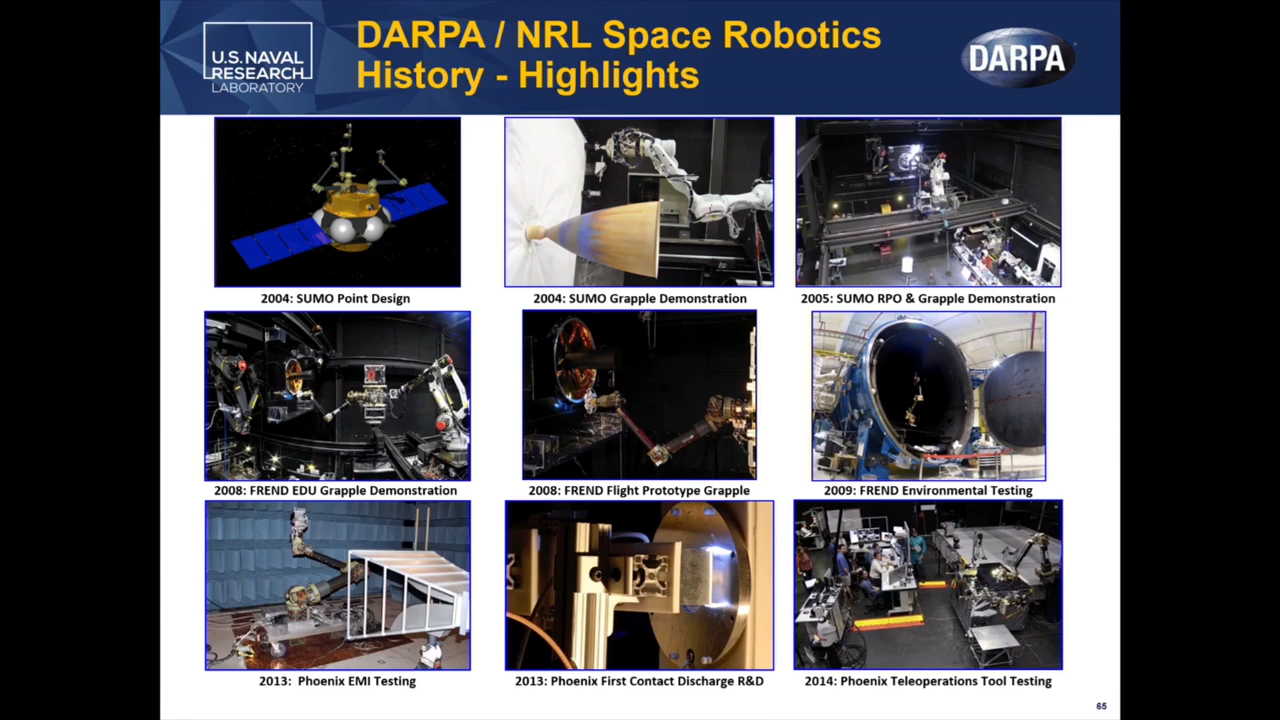 U.S. NAVAL
RESEARCH
LABORATORY
DARPA / NRL Space Robotics
History - Highlights
DARPA
2004: SUMO Point Design
2004: SUMO Grapple Demonstration
2005: SUMO RPO & Grapple Demonstration
2008: FREND EDU Grapple Demonstration
2008: FREND Flight Prototype Grapple
2009: FREND Environmental Testing
2013: Phoenix EMI Testing
2013: Phoenix First Contact Discharge R&D
2014: Phoenix Teleoperations Tool Testing
65